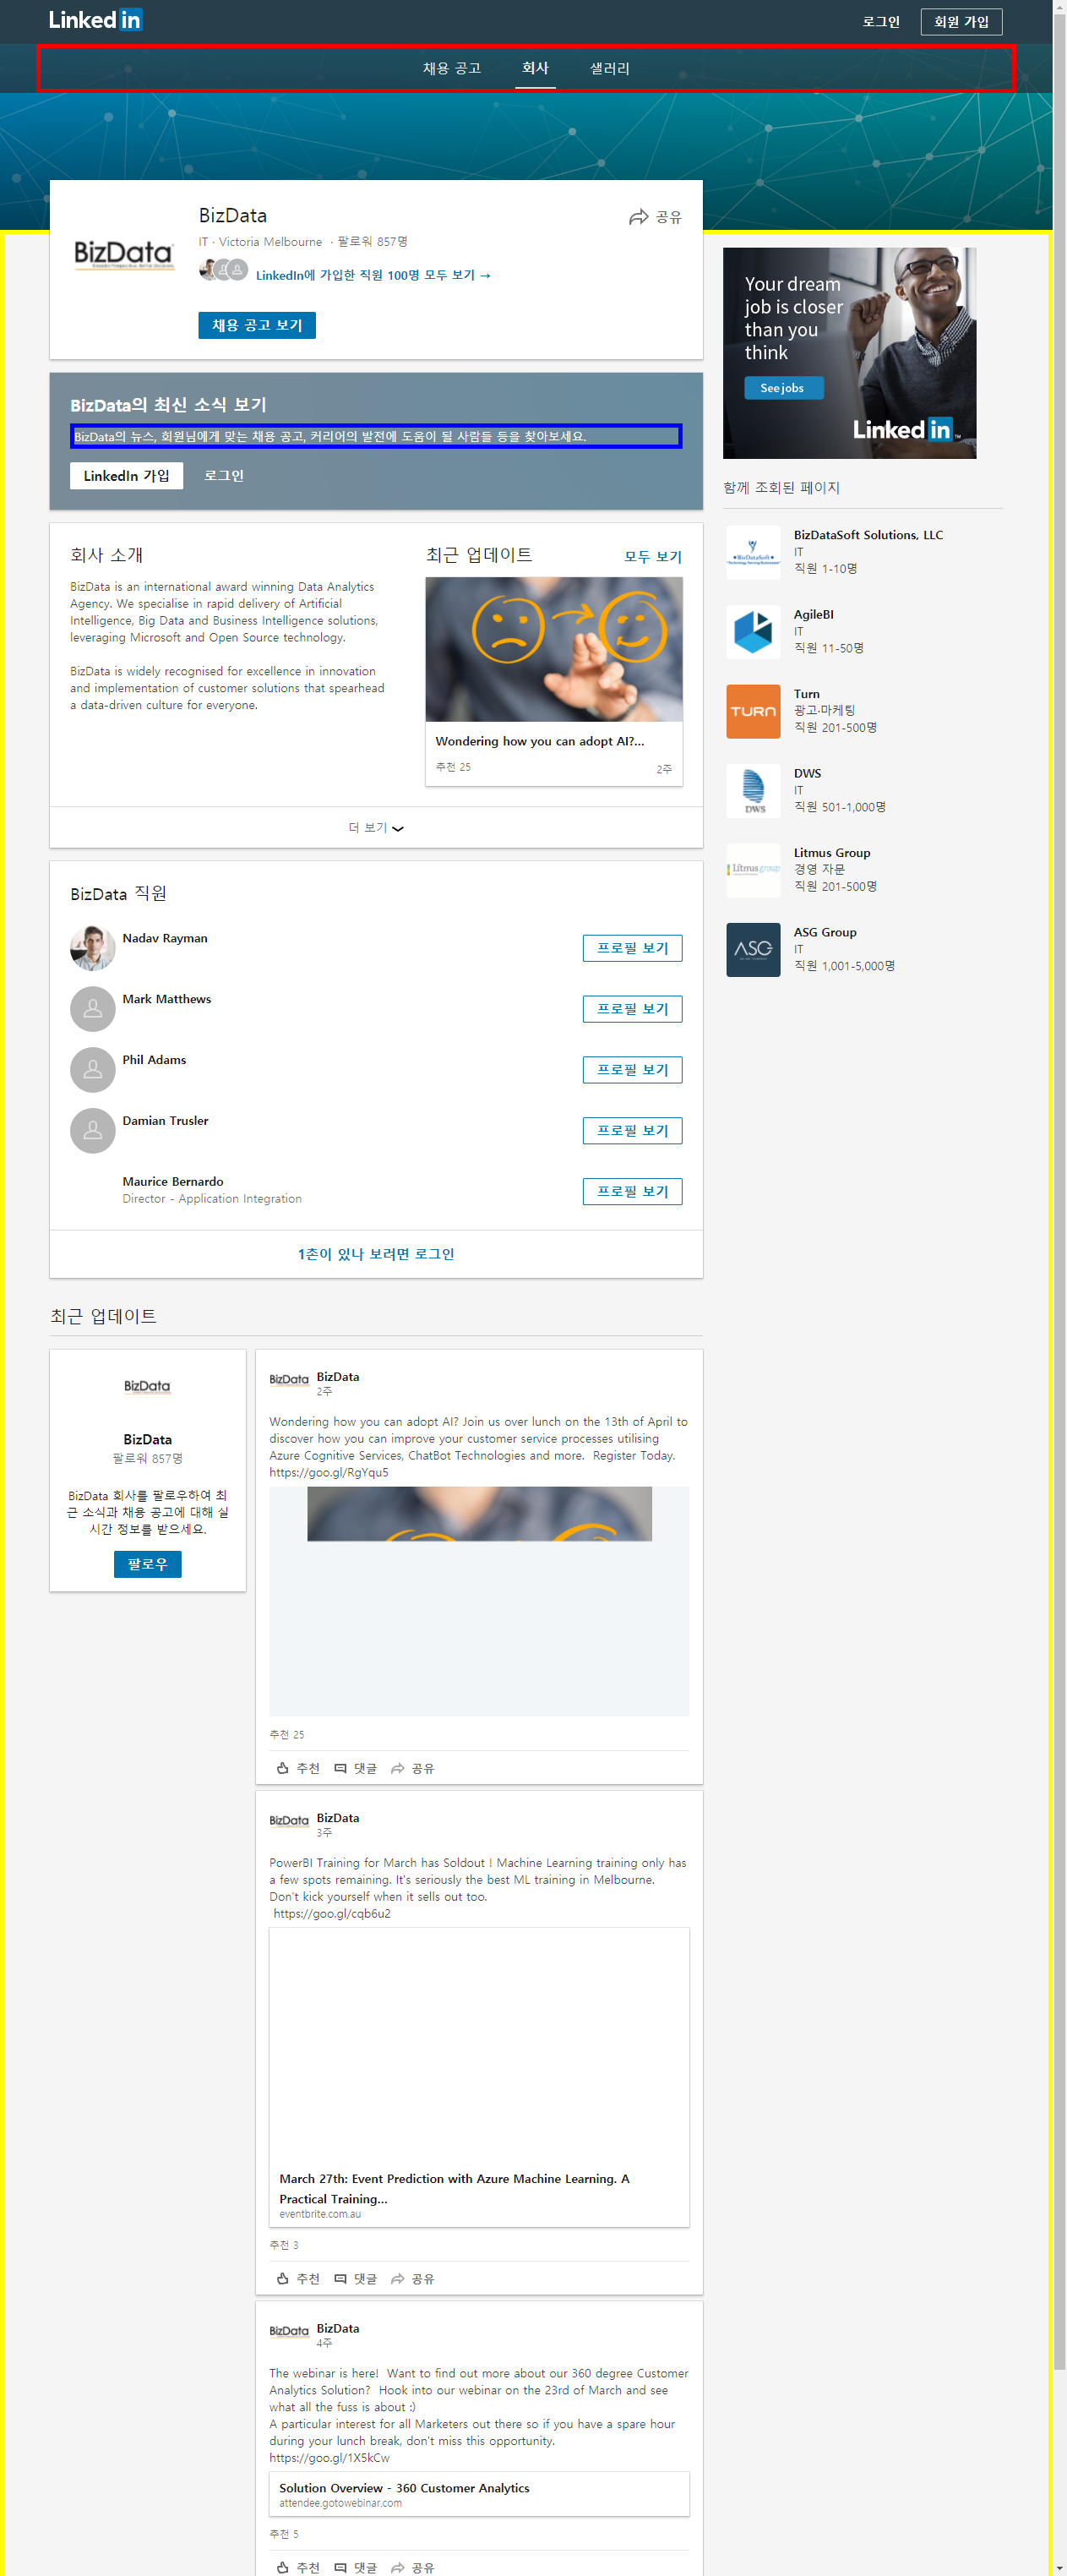 Linked in
로그인
회원 가입
채용 공고
회사
샐러리
BizData
BizData
IT · Victoria Melbourne · 팔로워 857명
LinkedIn에 가입한 직원 100명 모두 보기 →
채용 공고 보기
공유
BizData의 최신 소식 보기
BizData의 뉴스, 회원님에게 맞는 채용 공고, 커리어의 발전에 도움이 될 사람들 등을 찾아보세요.
LinkedIn 가입
로그인
회사 소개
BizData is an international award winning Data Analytics
Agency. We specialise in rapid delivery of Artificial
Intelligence, Big Data and Business Intelligence solutions,
leveraging Microsoft and Open Source technology.
BizData is widely recognised for excellence in innovation
and implementation of customer solutions that spearhead
a data-driven culture for everyone.
최근 업데이트
모두 보기
Wondering how you can adopt AI?...
추천 25
2주
더 보기
BizData 직원
Nadav Rayman
프로필 보기
Mark Matthews
프로필 보기
Phil Adams
프로필 보기
Damian Trusler
프로필 보기
Maurice Bernardo
Director - Application Integration
프로필 보기
1촌이 있나 보려면 로그인
Your dream
job is closer
than you
think
See jobs
Linked in
함께 조회된 페이지
BizDataSoft
BizDataSoft Solutions, LLC
IT
직원 1-10명
AgileBI
IT
직원 11-50명
TURN
Turn
광고·마케팅
직원 201-500명
DWS
DWS
IT
직원 501-1,000명
Litmus group
Litmus Group
경영 자문
직원 201-500명
ASG
ASG Group
IT
직원 1,001-5,000명
최근 업데이트
BizData
BizData
팔로워 857명
BizData 회사를 팔로우하여 최
근 소식과 채용 공고에 대해 실
시간 정보를 받으세요.
팔로우
BizData
BizData
2주
Wondering how you can adopt AI? Join us over lunch on the 13th of April to
discover how you can improve your customer service processes utilising
Azure Cognitive Services, ChatBot Technologies and more.  Register Today.
https://goo.gl/RgYqu5
추천 25
추천 댓글 공유
BizData
BizData
3주
PowerBI Training for March has Soldout ! Machine Learning training only has
a few spots remaining. It's seriously the best ML training in Melbourne.
Don't kick yourself when it sells out too.
https://goo.gl/cqb6u2
March 27th: Event Prediction with Azure Machine Learning. A
Practical Training...
eventbrite.com.au
추천 3
추천 댓글 공유
BizData
BizData
4주
The webinar is here!  Want to find out more about our 360 degree Customer
Analytics Solution?  Hook into our webinar on the 23rd of March and see
what all the fuss is about :)
A particular interest for all Marketers out there so if you have a spare hour
during your lunch break, don't miss this opportunity.
https://goo.gl/1X5kCw
Solution Overview - 360 Customer Analytics
attendee.gotowebinar.com
추천 5
추천 댓글 공유